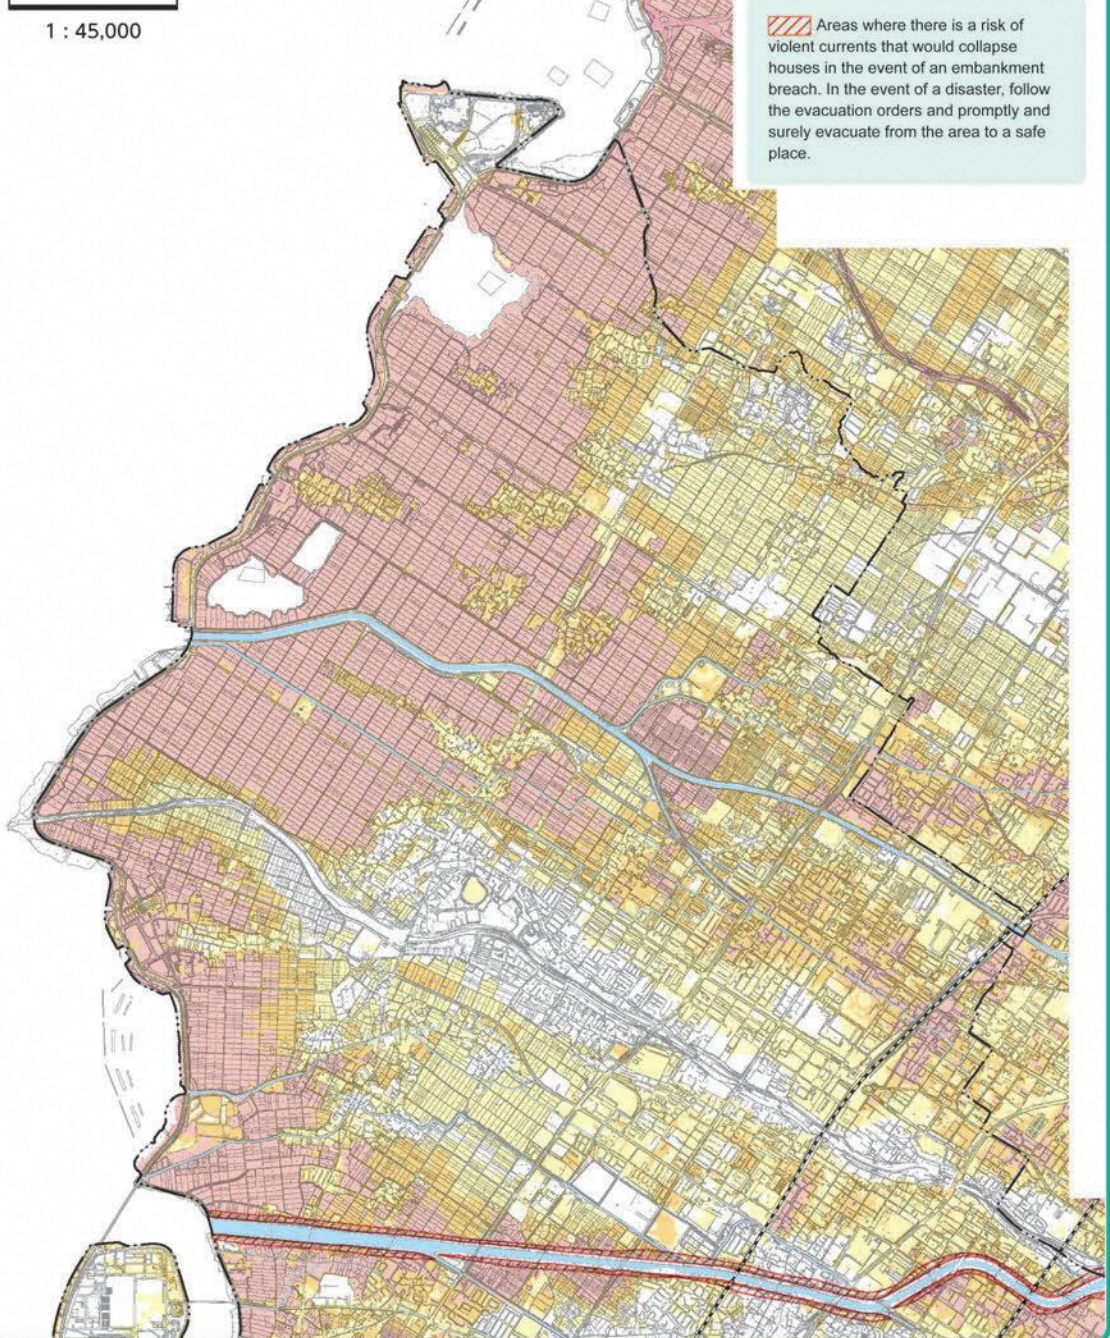 1 : 45,000
Areas where there is a risk of
violent currents that would collapse
houses in the event of an embankment
breach. In the event of a disaster, follow
the evacuation orders and promptly and
surely evacuate from the area to a safe
place.